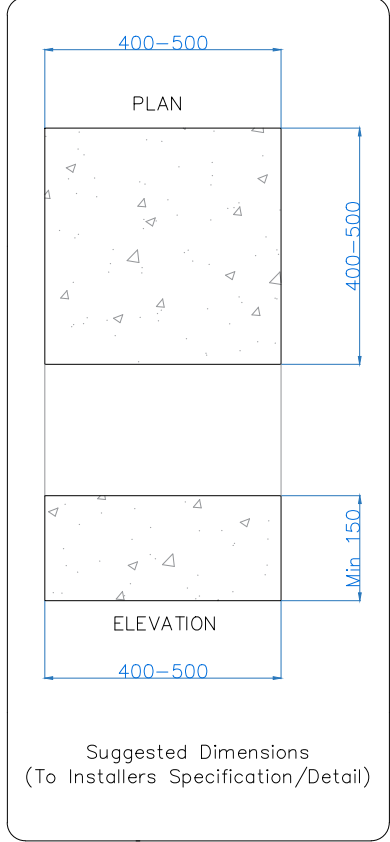 400-500
PLAN
400-500
Min 150
ELEVATION
400-500
Suggested Dimensions
(To Installers Specification/Detail)